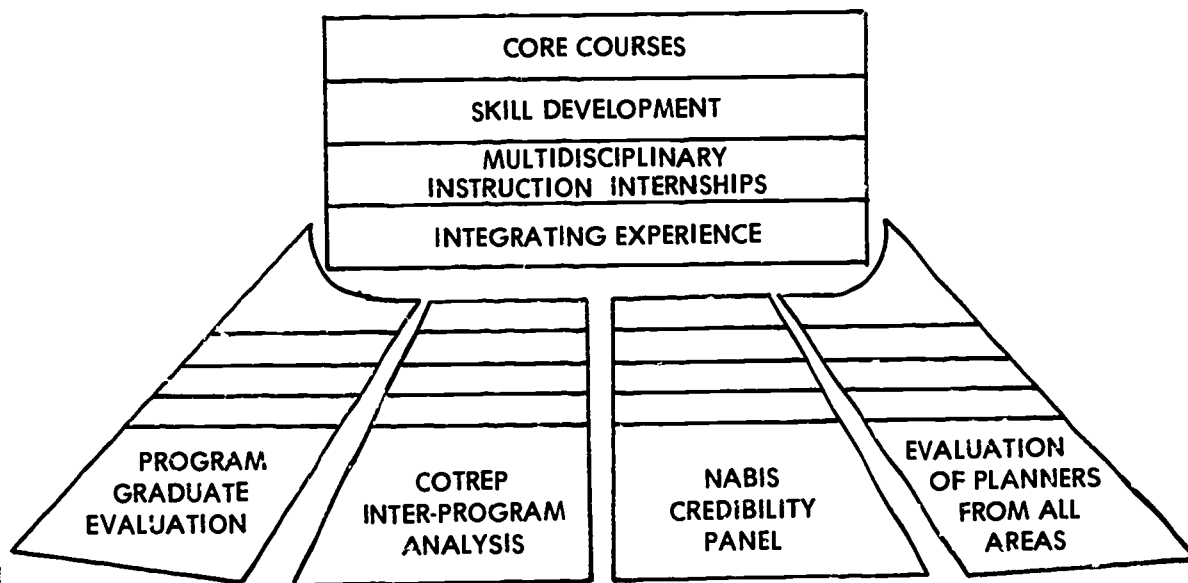 CORE COURSES
SKILL DEVELOPMENT
MULTIDISCIPLINARY
INSTRUCTION INTERNSHIPS
INTEGRATING EXPERIENCE
PROGRAM
GRADUATE
EVALUATION
COTREP
INTER-PROGRAM
ANALYSIS
NABIS
CREDIBILITY
PANEL
EVALUATION
OF PLANNERS
FROM ALL
AREAS